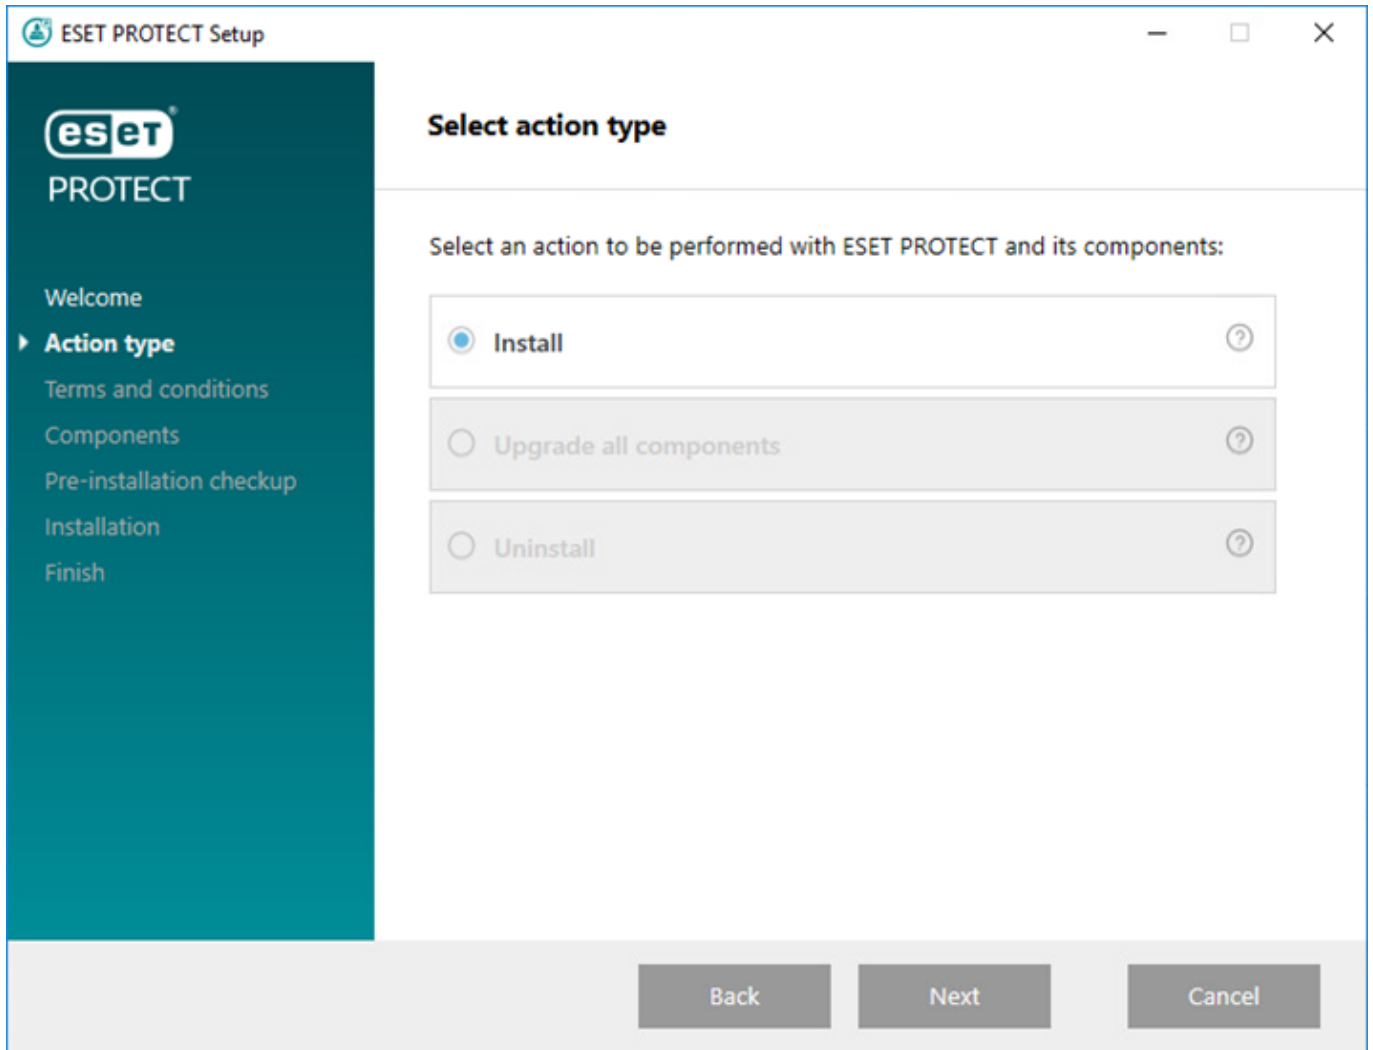 ESET PROTECT Setup
eset®
PROTECT
Welcome
Action type
Terms and conditions
Components
Pre-installation checkup
Installation
Finish
Select action type
Select an action to be performed with ESET PROTECT and its components:
Install
Upgrade all components
Uninstall
Back Next Cancel